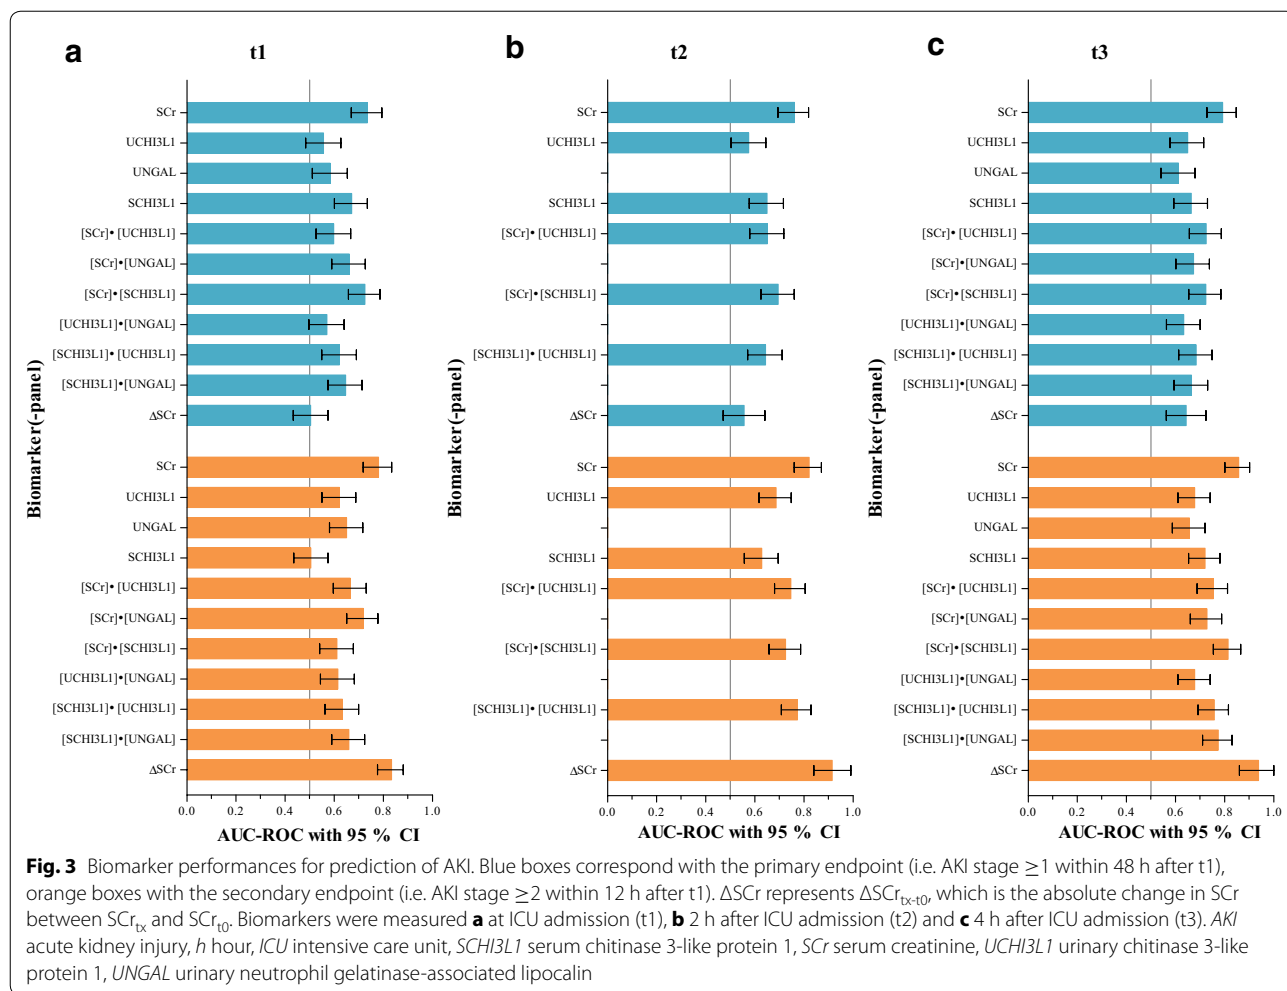 a
t1
Biomarker(-panel)
SCr
UCHI3L1
UNGAL
SCHI3L1
[SCr]•[UCHI3L1]
[SCr]•[UNGAL]
[SCr]•[SCHI3L1]
[UCHI3L1]•[UNGAL]
[SCHI3L1]•[UCHI3L1]
[SCHI3L1]•[UNGAL]
ΔSCr
SCr
UCHI3L1
UNGAL
SCHI3L1
[SCr]•[UCHI3L1]
[SCr]•[UNGAL]
[SCr]•[SCHI3L1]
[UCHI3L1]•[UNGAL]
[SCHI3L1]•[UCHI3L1]
[SCHI3L1]•[UNGAL]
ΔSCr
0.0 0.2 0.4 0.6 0.8 1.0
AUC-ROC with 95 % CI
b
t2
Biomarker(-panel)
SCr
UCHI3L1
SCHI3L1
[SCr]•[UCHI3L1]
[SCr]•[SCHI3L1]
[SCHI3L1]•[UCHI3L1]
ΔSCr
SCr
UCHI3L1
SCHI3L1
[SCr]•[UCHI3L1]
[SCr]•[SCHI3L1]
[SCHI3L1]•[UCHI3L1]
ΔSCr
0.0 0.2 0.4 0.6 0.8 1.0
AUC-ROC with 95 % CI
c
t3
Biomarker(-panel)
SCr
UCHI3L1
UNGAL
SCHI3L1
[SCr]•[UCHI3L1]
[SCr]•[UNGAL]
[SCr]•[SCHI3L1]
[UCHI3L1]•[UNGAL]
[SCHI3L1]•[UCHI3L1]
[SCHI3L1]•[UNGAL]
ΔSCr
SCr
UCHI3L1
UNGAL
SCHI3L1
[SCr]•[UCHI3L1]
[SCr]•[UNGAL]
[SCr]•[SCHI3L1]
[UCHI3L1]•[UNGAL]
[SCHI3L1]•[UCHI3L1]
[SCHI3L1]•[UNGAL]
ΔSCr
0.0 0.2 0.4 0.6 0.8 1.0
AUC-ROC with 95 % CI
Fig. 3 Biomarker performances for prediction of AKI. Blue boxes correspond with the primary endpoint (i.e. AKI stage ≥1 within 48 h after t1),
orange boxes with the secondary endpoint (i.e. AKI stage ≥2 within 12 h after t1). ΔSCr represents ΔSCrtx-t0, which is the absolute change in SCr
between SCrtx and SCrt0. Biomarkers were measured a at ICU admission (t1), b 2 h after ICU admission (t2) and c 4 h after ICU admission (t3). AKI
acute kidney injury, h hour, ICU intensive care unit, SCHI3L1 serum chitinase 3-like protein 1, SCr serum creatinine, UCHI3L1 urinary chitinase 3-like
protein 1, UNGAL urinary neutrophil gelatinase-associated lipocalin